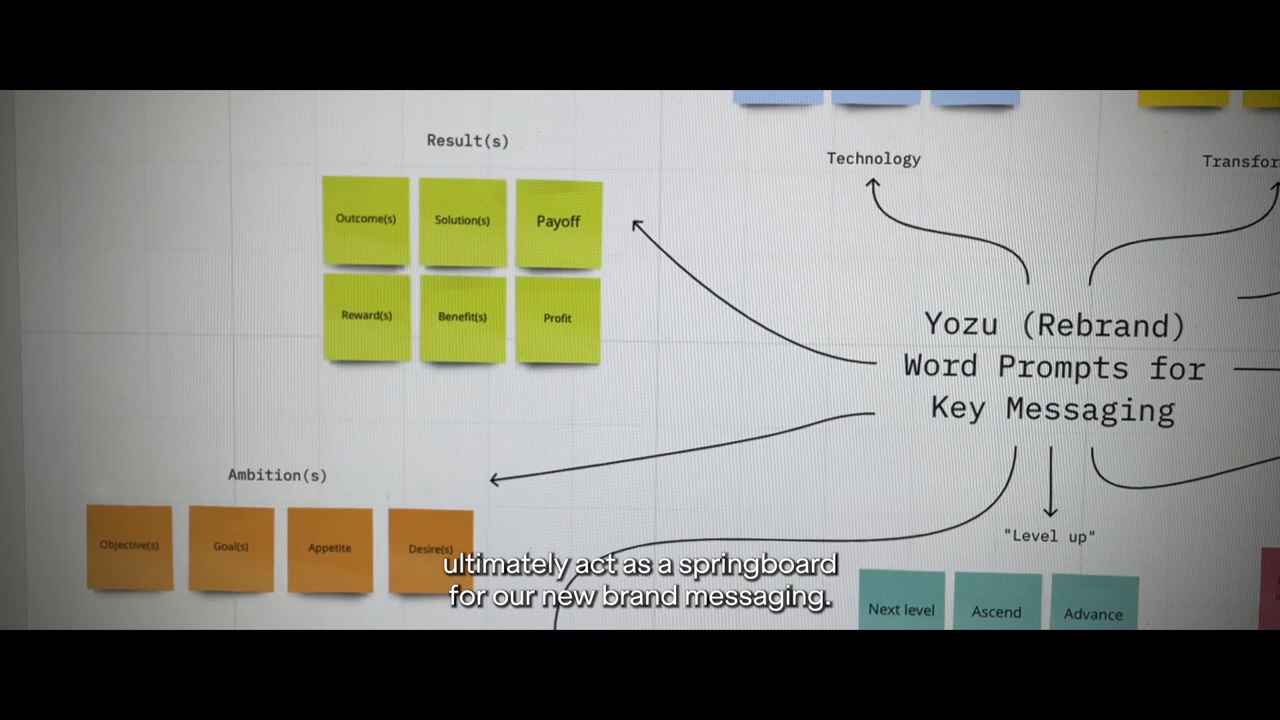 Result(s)
Technology
Transfor
Outcome(s)
Solution(s)
Payoff
Reward(s)
Benefit(s)
Profit
Yozu (Rebrand)
Word Prompts for
Key Messaging
Ambition(s)
Objective(s)
Goal(s)
Appetite
Desire(s)
"Level up"
Next level
Ascend
Advance
ultimately act as a springboard
for our new brand messaging.